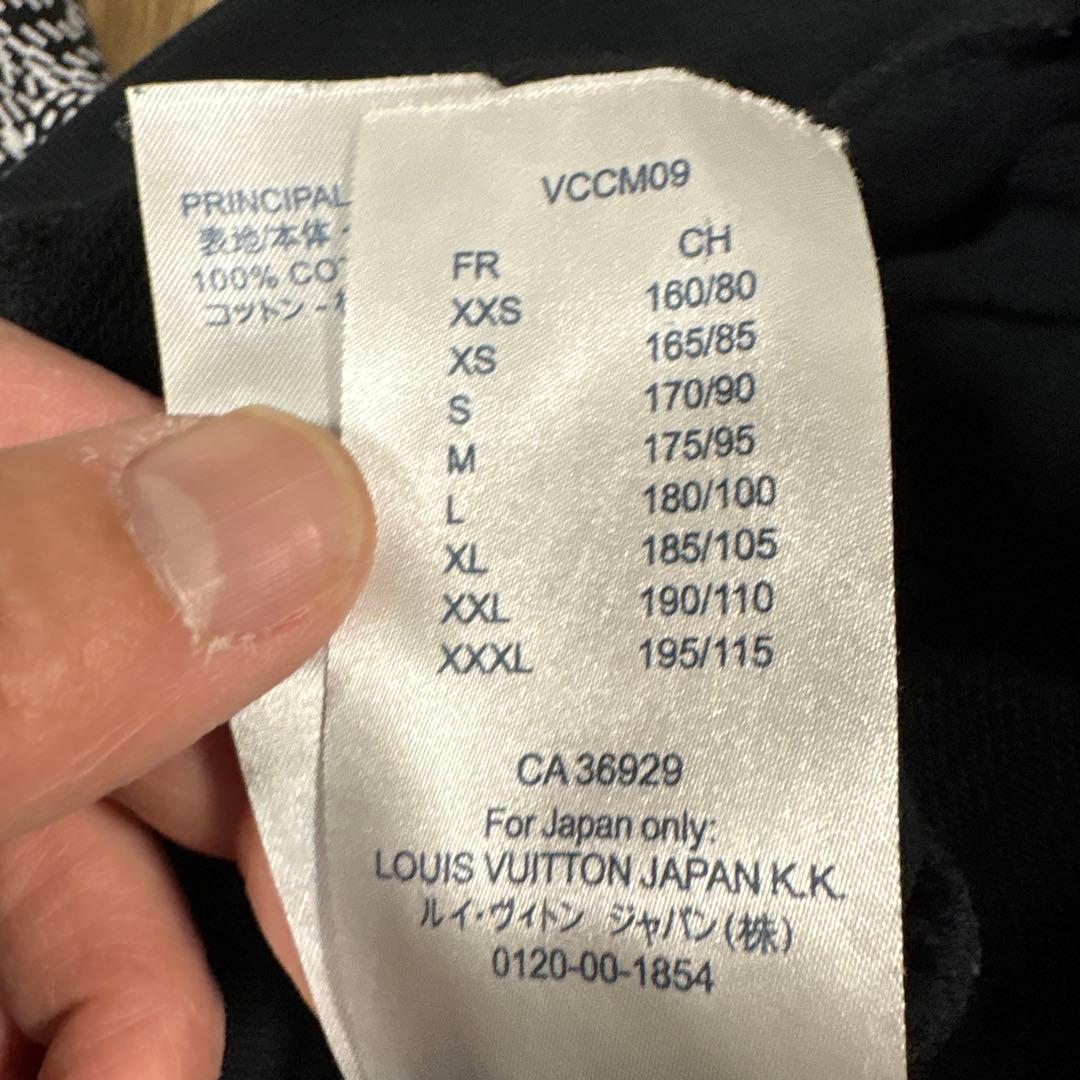 PRINCIPAL
表地/本体・
100% CO
コットン - 
VCCM09
FR CH
XXS 160/80
XS 165/85
S 170/90
M 175/95
L 180/100
XL 185/105
XXL 190/110
XXXL 195/115
CA 36929
For Japan only:
LOUIS VUITTON JAPAN K.K.
ルイ・ヴィトン ジャパン(株)
0120-00-1854